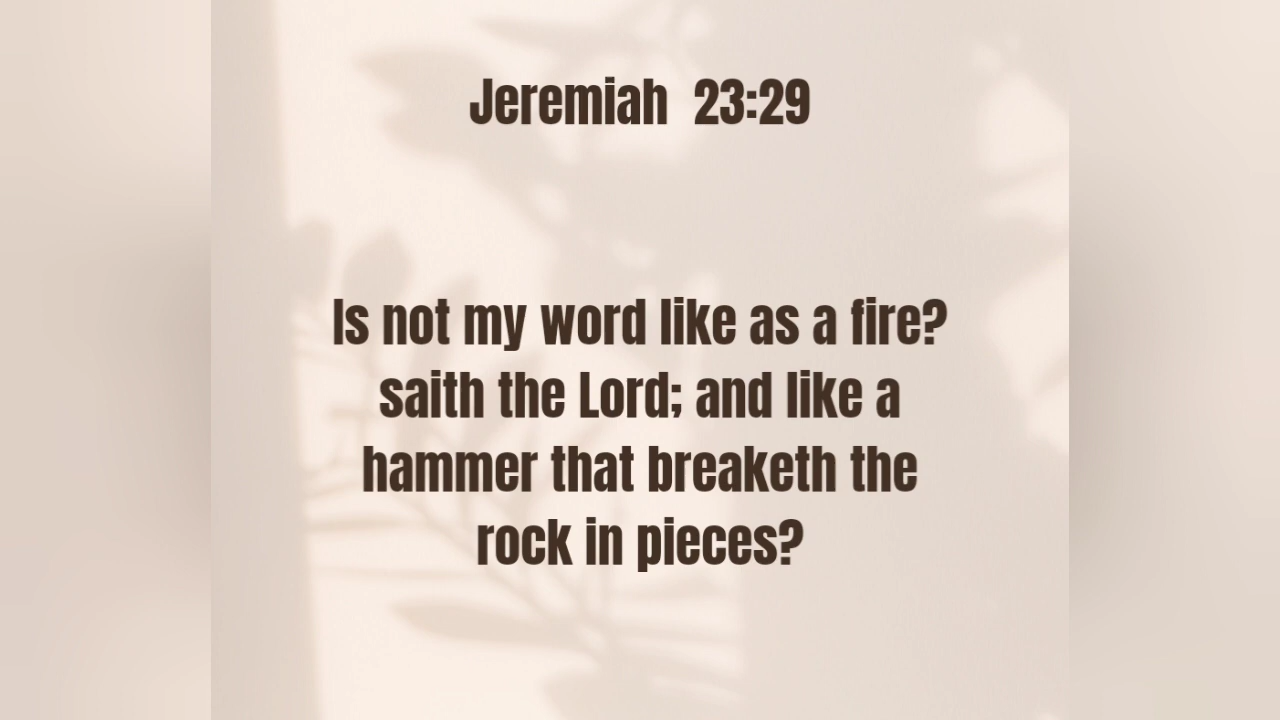 Jeremiah 23:29
Is not my word like as a fire?
saith the Lord; and like a
hammer that breaketh the
rock in pieces?